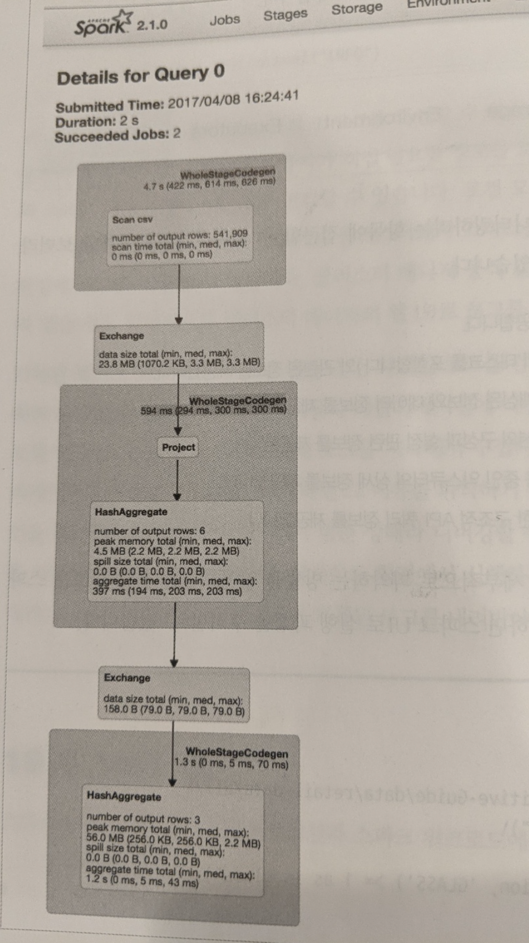 APACHE Spark 2.1.0 Jobs Stages Storage
Details for Query 0
Submitted Time: 2017/04/08 16:24:41
Duration: 2 s
Succeeded Jobs: 2
WholeStageCodegen
4.7 s (422 ms, 614 ms, 626 ms)
Scan csv
number of output rows: 541,909
scan time total (min, med, max):
0 ms (0 ms, 0 ms, 0 ms)
Exchange
data size total (min, med, max):
23.8 MB (1070.2 KB, 3.3 MB, 3.3 MB)
WholeStageCodegen
594 ms (294 ms, 300 ms, 300 ms)
Project
HashAggregate
number of output rows: 6
peak memory total (min, med, max):
4.5 MB (2.2 MB, 2.2 MB, 2.2 MB)
spill size total (min, med, max):
0.0 B (0.0 B, 0.0 B, 0.0 B)
aggregate time total (min, med, max):
397 ms (194 ms, 203 ms, 203 ms)
Exchange
data size total (min, med, max):
158.0 B (79.0 B, 79.0 B, 79.0 B)
WholeStageCodegen
1.3 s (0 ms, 5 ms, 70 ms)
HashAggregate
number of output rows: 3
peak memory total (min, med, max):
56.0 MB (256.0 KB, 256.0 KB, 2.2 MB)
spill size total (min, med, max):
0.0 B (0.0 B, 0.0 B, 0.0 B)
aggregate time total (min, med, max):
1.2 s (0 ms, 5 ms, 43 ms)